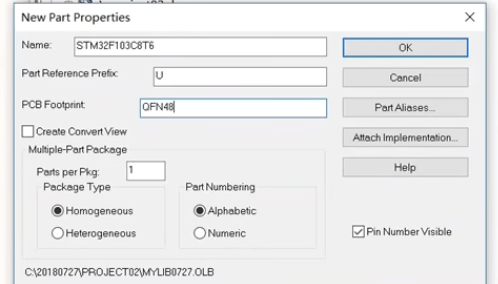 New Part Properties
Name: STM32F103C8T6 OK
Part Reference Prefix: U Cancel
PCB Footprint: QFN48 Part Aliases...
Create Convert View
Attach Implementation...
Multiple-Part Package
Parts per Pkg: 1 Help
Package Type Part Numbering
Homogeneous Alphabetic
Heterogeneous Numeric Pin Number Visible
C:\20180727\PROJECT02\MYLIB0727.OLB